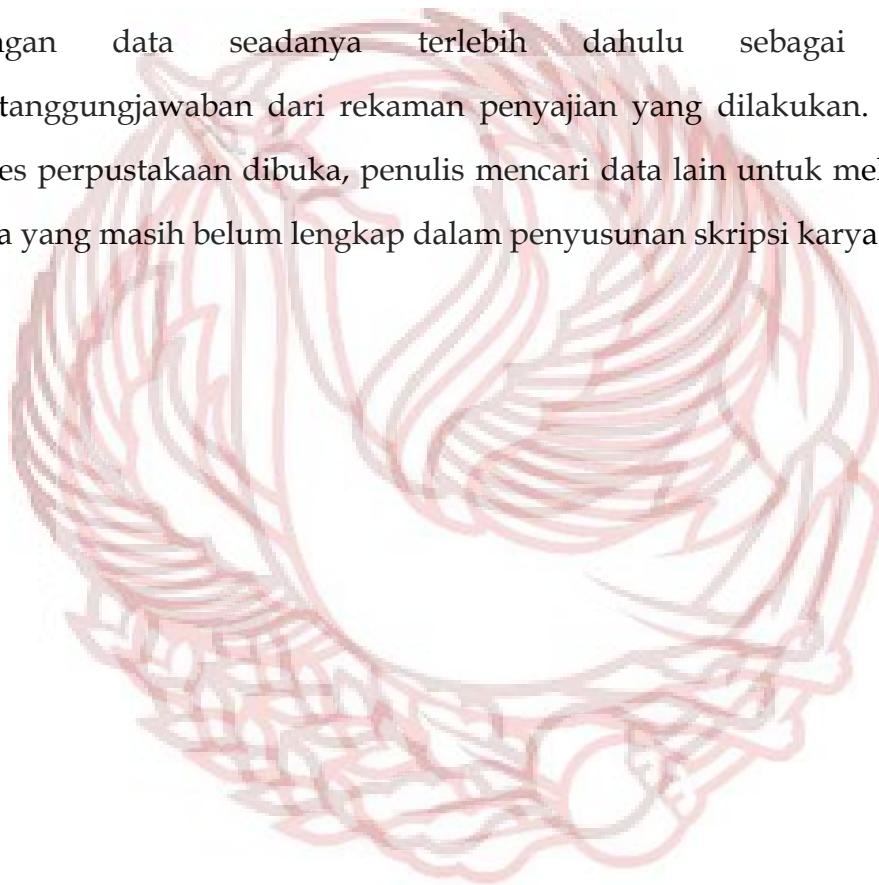 ngan data seadanya terlebih dahulu sebagai
tanggungjawaban dari rekaman penyajian yang dilakukan.
es perpustakaan dibuka, penulis mencari data lain untuk mel
a yang masih belum lengkap dalam penyusunan skripsi karya